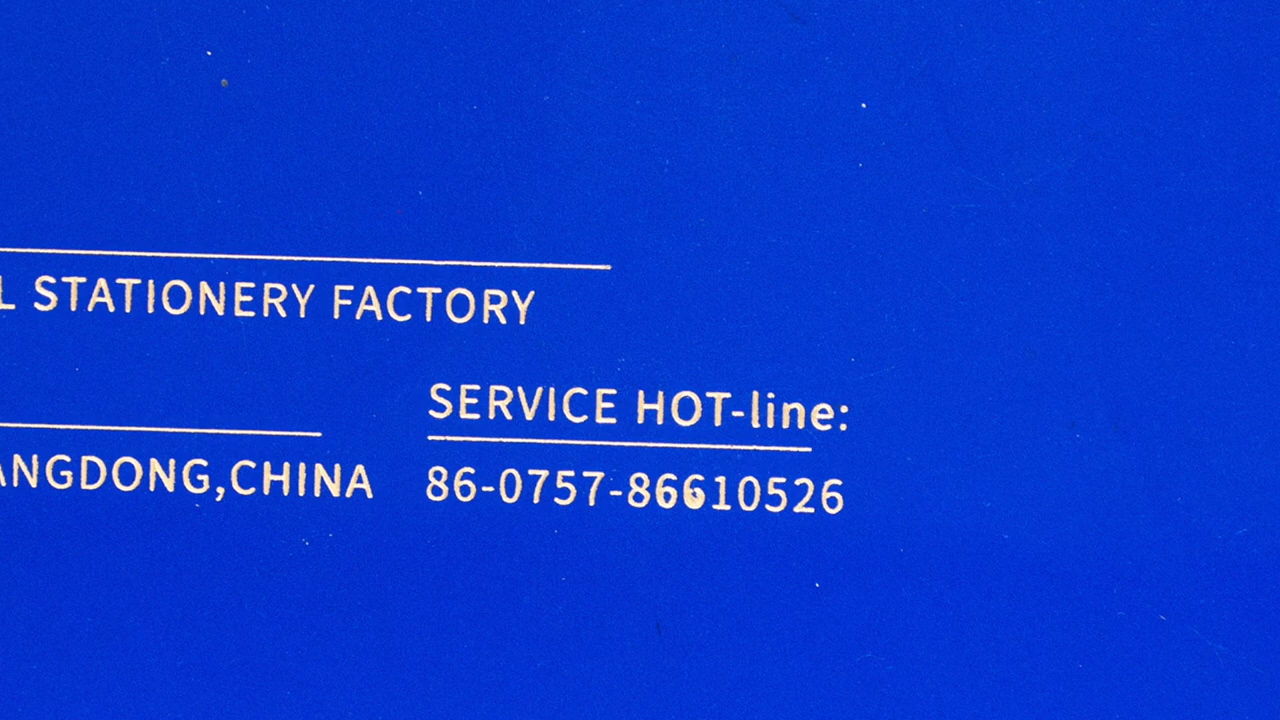 L STATIONERY FACTORY
SERVICE HOT-line:
ANGDONG,CHINA
86-0757-86610526